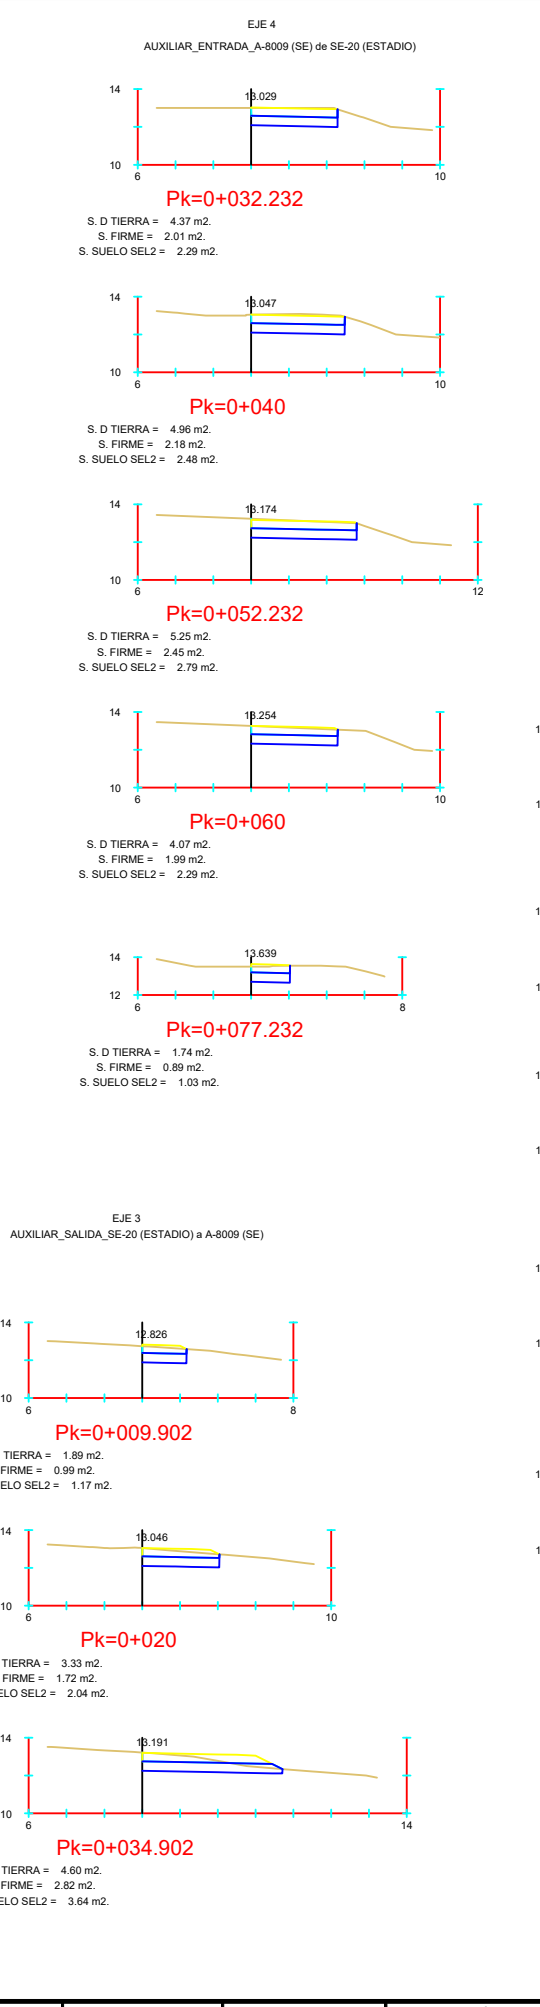 EJE 4
AUXILIAR_ENTRADA_A-8009 (SE) de SE-20 (ESTADIO)
14
13.029
10
6
10
Pk=0+032.232
S. D TIERRA = 4.37 m2.
S. FIRME = 2.01 m2.
S. SUELO SEL2 = 2.29 m2.
14
13.047
10
6
10
Pk=0+040
S. D TIERRA = 4.96 m2.
S. FIRME = 2.18 m2.
S. SUELO SEL2 = 2.48 m2.
14
13.174
10
6
12
Pk=0+052.232
S. D TIERRA = 5.25 m2.
S. FIRME = 2.45 m2.
S. SUELO SEL2 = 2.79 m2.
14
13.254
1
10
6
10
1
Pk=0+060
S. D TIERRA = 4.07 m2.
S. FIRME = 1.99 m2.
S. SUELO SEL2 = 2.29 m2.
1
14
13.639
12
1
6
8
Pk=0+077.232
S. D TIERRA = 1.74 m2.
S. FIRME = 0.89 m2.
1
S. SUELO SEL2 = 1.03 m2.
1
EJE 3
AUXILIAR_SALIDA_SE-20 (ESTADIO) a A-8009 (SE)
1
14
12.826
1
10
6
8
Pk=0+009.902
TIERRA = 1.89 m2.
FIRME = 0.99 m2.
1
ELO SEL2 = 1.17 m2.
14
13.046
1
10
6
10
Pk=0+020
TIERRA = 3.33 m2.
FIRME = 1.72 m2.
ELO SEL2 = 2.04 m2.
14
13.191
10
6
14
Pk=0+034.902
TIERRA = 4.60 m2.
FIRME = 2.82 m2.
ELO SEL2 = 3.64 m2.